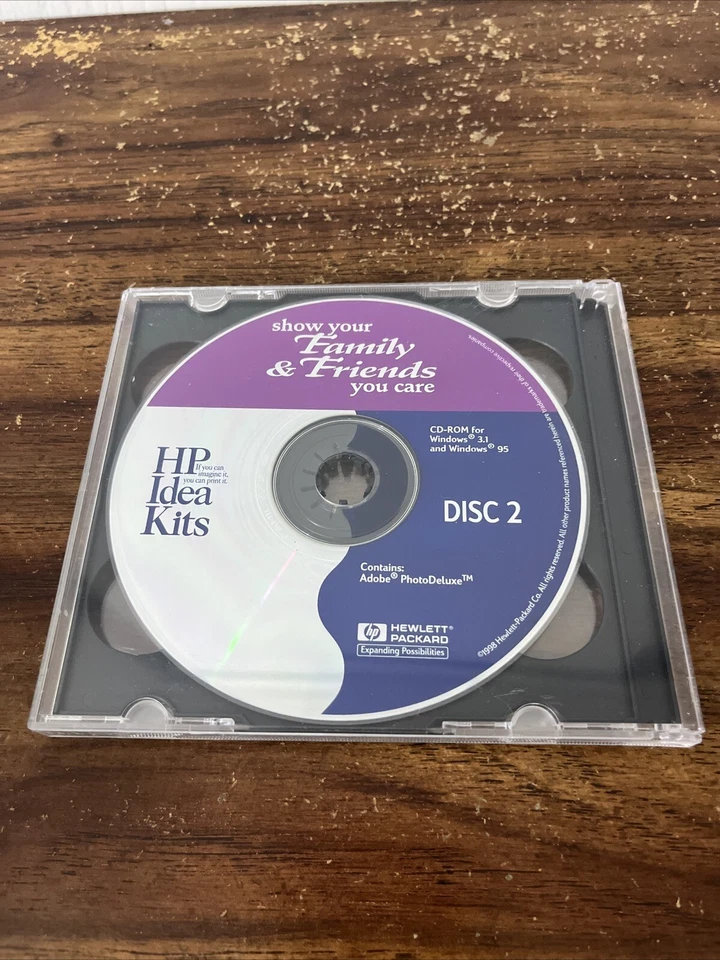 show your
Family
& Friends
you care
HP
Idea
Kits
If you can
imagine it,
you can print it.
CD-ROM for
Windows® 3.1
and Windows® 95
DISC 2
Contains:
Adobe® PhotoDeluxe™
hp HEWLETT®
PACKARD
Expanding Possibilities
©1998 Hewlett-Packard Co. All rights reserved. All other product names referenced herein are trademarks of their respective companies.